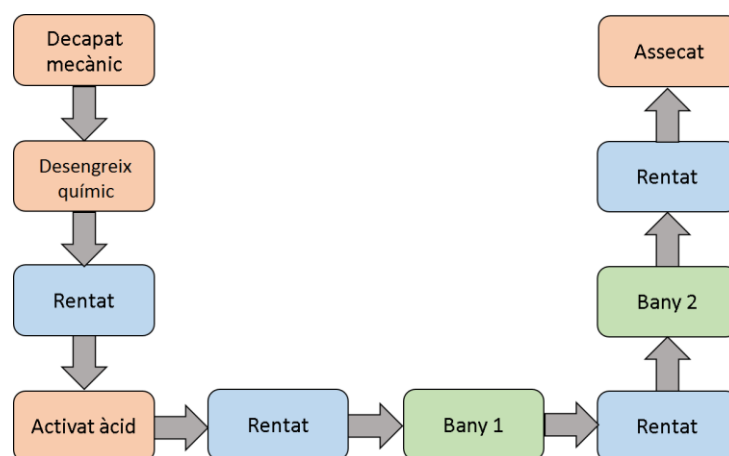 Decapat
mecànic
Desengreix
químic
Rentat
Activat àcid
Rentat
Bany 1
Rentat
Bany 2
Rentat
Assecat